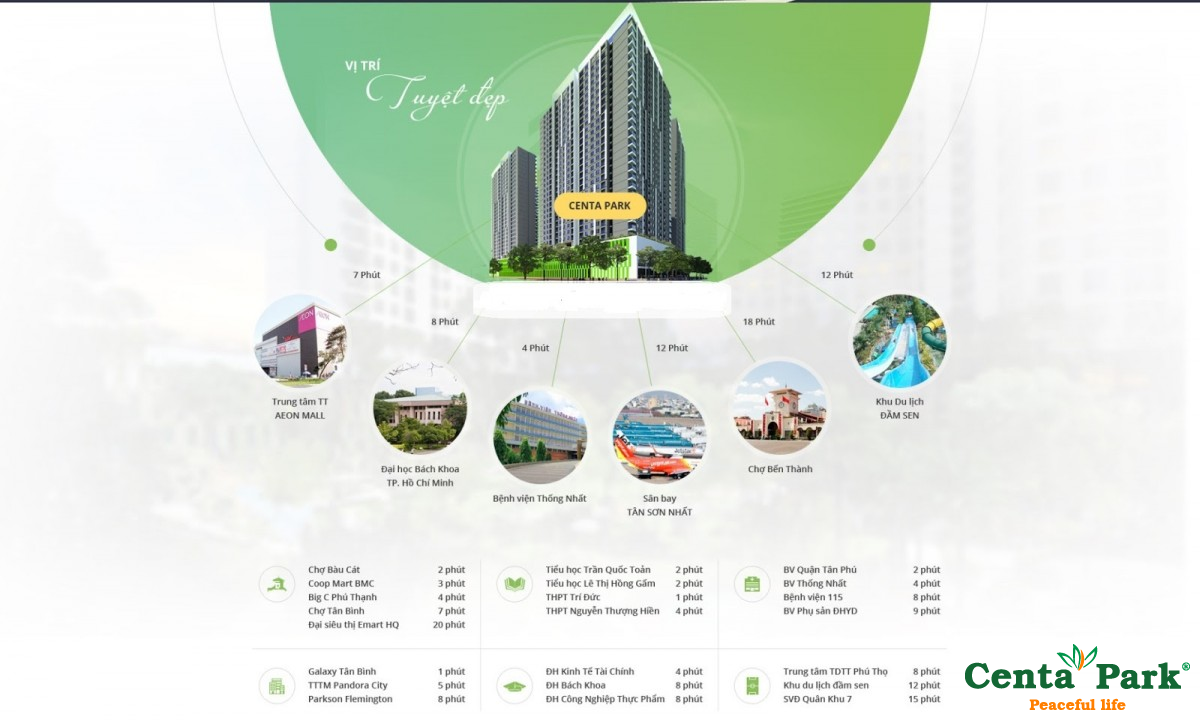 VỊ TRÍ
Tuyệt đẹp
CENTA PARK
7 Phút
12 Phút
8 Phút
18 Phút
4 Phút
12 Phút
AEON
Trung tâm TT
AEON MALL
Khu Du lịch
ĐẦM SEN
Đại học Bách Khoa
TP. Hồ Chí Minh
Chợ Bến Thành
Bệnh viện Thống Nhất
Sân bay
TÂN SƠN NHẤT
Chợ Bàu Cát 2 phút
Coop Mart BMC 3 phút
Big C Phú Thạnh 4 phút
Chợ Tân Bình 7 phút
Đại siêu thị Emart HQ 20 phút
Tiểu học Trần Quốc Toản 2 phút
Tiểu học Lê Thị Hồng Gấm 2 phút
THPT Trí Đức 1 phút
THPT Nguyễn Thượng Hiền 4 phút
BV Quận Tân Phú 2 phút
BV Thống Nhất 4 phút
Bệnh viện 115 8 phút
BV Phụ sản ĐHYD 9 phút
Galaxy Tân Bình 1 phút
TTTM Pandora City 5 phút
Parkson Flemington 8 phút
ĐH Kinh Tế Tài Chính 4 phút
ĐH Bách Khoa 8 phút
ĐH Công Nghiệp Thực Phẩm 8 phút
Trung tâm TDTT Phú Thọ 8 phút
Khu du lịch đầm sen 12 phút
SVĐ Quân Khu 7 15 phút
Centa Park®
Peaceful life